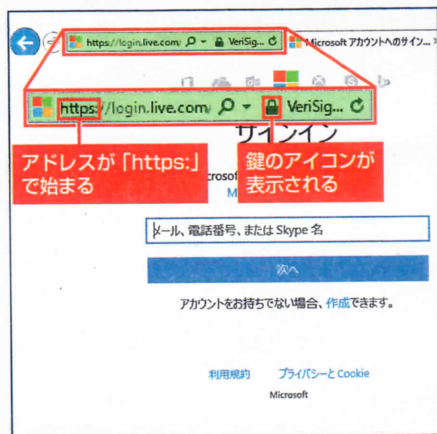 https://login.live.com/ VeriSig... Microsoft アカウントへのサイン...
https://login.live.com/ VeriSig...
サインイン
アドレスが「https:」
で始まる
鍵のアイコンが
表示される
メール、電話番号、または Skype 名
次へ
アカウントをお持ちでない場合、作成できます。
利用規約 プライバシーと Cookie
Microsoft